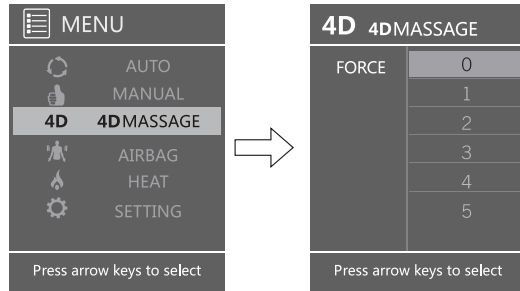 MENU
AUTO
MANUAL
4D 4DMASSAGE
AIRBAG
HEAT
SETTING
Press arrow keys to select
4D 4DMASSAGE
FORCE 0
1
2
3
4
5
Press arrow keys to select